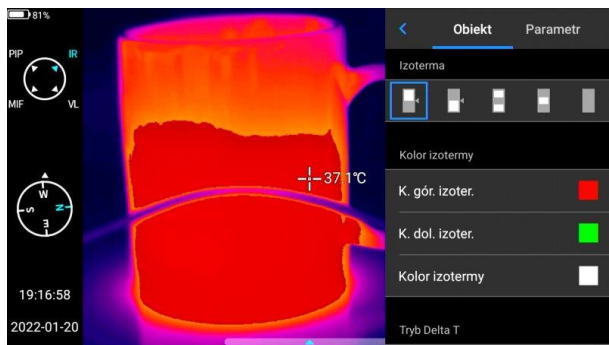 81%
PIP
IR
MIF
VL
W
S
N
E
19:16:58
2022-01-20
37,1°C
Obiekt
Parametr
Izoterma
Kolor izotermy
K. gór. izoter.
K. dol. izoter.
Kolor izotermy
Tryb Delta T